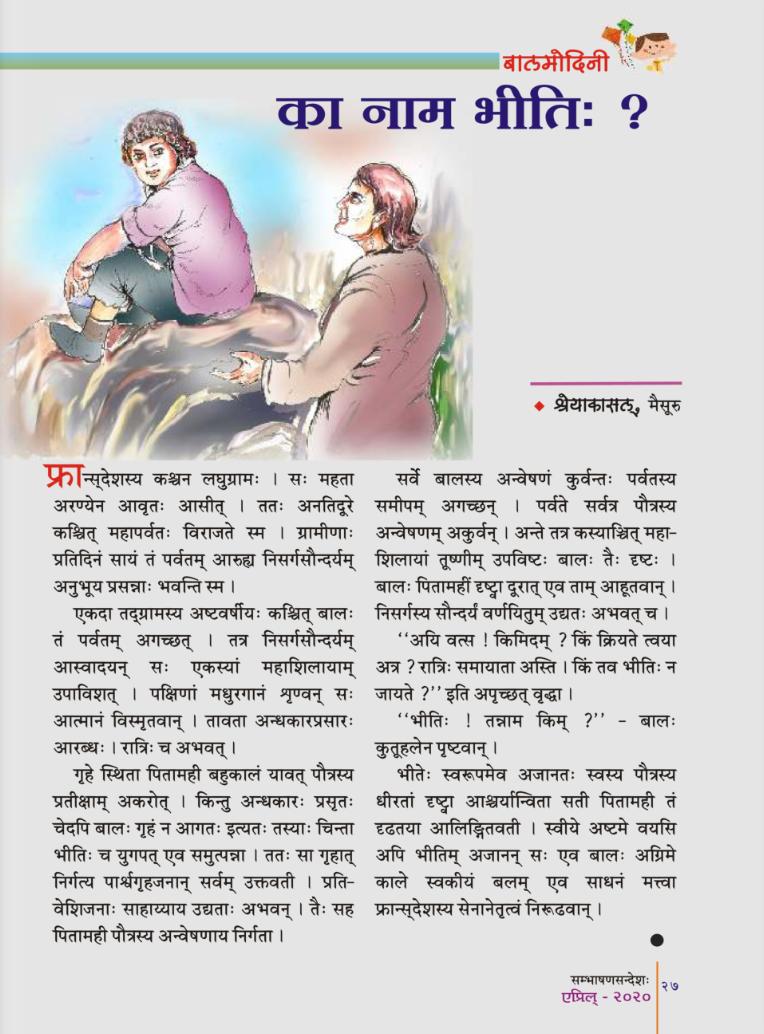 बालमोदिनी
का नाम भीतिः ?
◆ श्रेयाकासल्, मैसूरु
फ्रान्स्‌देशस्य कश्चन लघुग्रामः । सः महता
अरण्येन आवृतः आसीत् । ततः अनतिदूरे
कश्चित् महापर्वतः विराजते स्म । ग्रामीणाः
प्रतिदिनं सायं तं पर्वतम् आरुह्य निसर्गसौन्दर्यम्
अनुभूय प्रसन्नाः भवन्ति स्म ।
एकदा तद्ग्रामस्य अष्टवर्षीयः कश्चित् बालः
तं पर्वतम् अगच्छत् । तत्र निसर्गसौन्दर्यम्
आस्वादयन् सः एकस्यां महाशिलायाम्
उपाविशत् । पक्षिणां मधुरगानं शृण्वन् सः
आत्मानं विस्मृतवान् । तावता अन्धकारप्रसारः
आरब्धः । रात्रिः च अभवत् ।
गृहे स्थिता पितामही बहुकालं यावत् पौत्रस्य
प्रतीक्षाम् अकरोत् । किन्तु अन्धकारः प्रसृतः
चेदपि बालः गृहं न आगतः इत्यतः तस्याः चिन्ता
भीतिः च युगपत् एव समुत्पन्ना । ततः सा गृहात्
निर्गत्य पार्श्वगृहजनान् सर्वम् उक्तवती । प्रति-
वेशिजनाः साहाय्याय उद्यताः अभवन् । तैः सह
पितामही पौत्रस्य अन्वेषणाय निर्गता ।
सर्वे बालस्य अन्वेषणं कुर्वन्तः पर्वतस्य
समीपम् अगच्छन् । पर्वते सर्वत्र पौत्रस्य
अन्वेषणम् अकुर्वन् । अन्ते तत्र कस्याञ्चित् महा-
शिलायां तूष्णीम् उपविष्टः बालः तैः दृष्टः ।
बालः पितामहीं दृष्ट्वा दूरात् एव ताम् आहूतवान् ।
निसर्गस्य सौन्दर्यं वर्णयितुम् उद्यतः अभवत् च ।
‘‘अयि वत्स ! किमिदम् ? किं क्रियते त्वया
अत्र ? रात्रिः समायाता अस्ति । किं तव भीतिः न
जायते ?’’ इति अपृच्छत् वृद्धा ।
‘‘भीतिः ! तन्नाम किम् ?’’ – बालः
कुतूहलेन पृष्टवान् ।
भीतेः स्वरूपमेव अजानतः स्वस्य पौत्रस्य
धीरतां दृष्ट्वा आश्चर्यान्विता सती पितामही तं
दृढतया आलिङ्गितवती । स्वीये अष्टमे वयसि
अपि भीतिम् अजानन् सः एव बालः अग्रिमे
काले स्वकीयं बलम् एव साधनं मत्त्वा
फ्रान्स्‌देशस्य सेनानेतृत्वं निरूढवान् ।
●
सम्भाषणसन्देशः
एप्रिल् - २०२०
२७